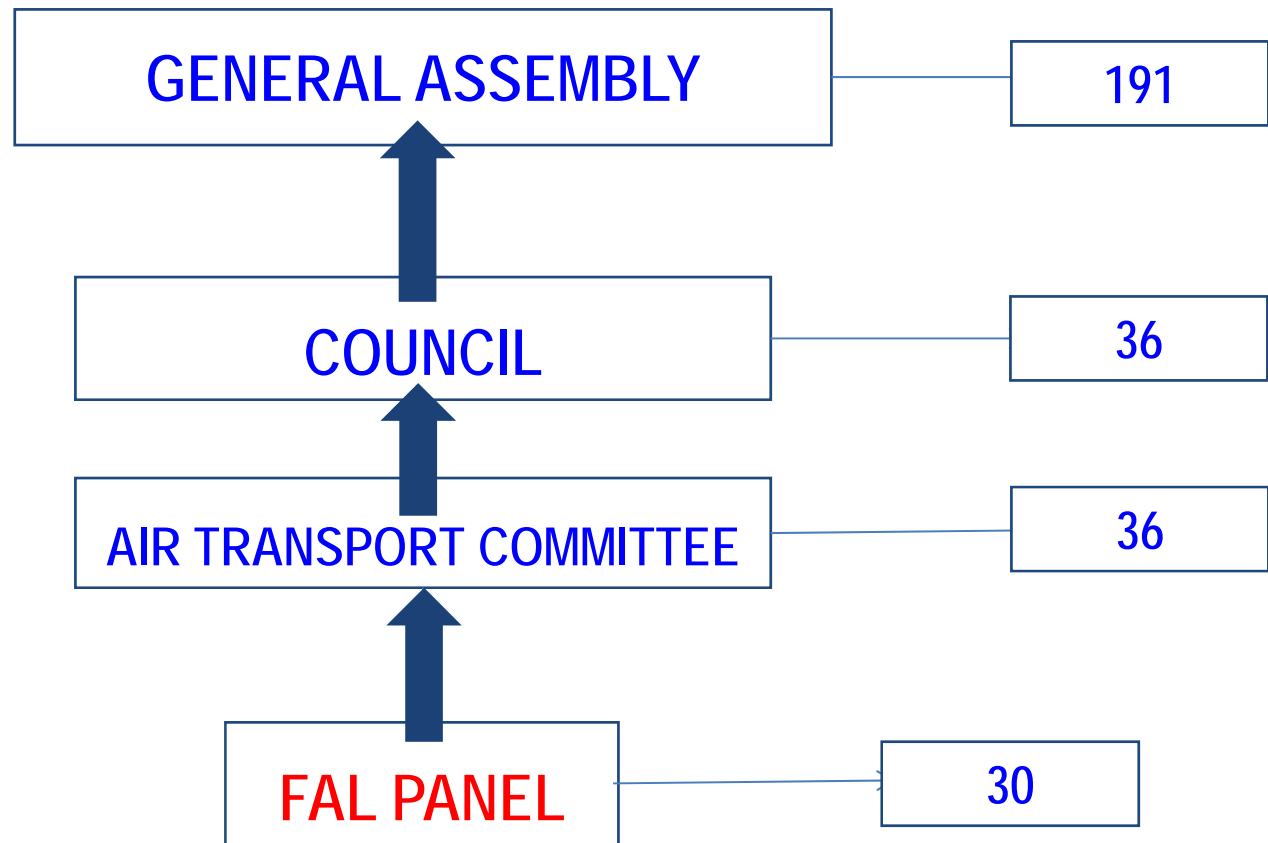 GENERAL ASSEMBLY
191
COUNCIL
36
AIR TRANSPORT COMMITTEE
36
FAL PANEL
30